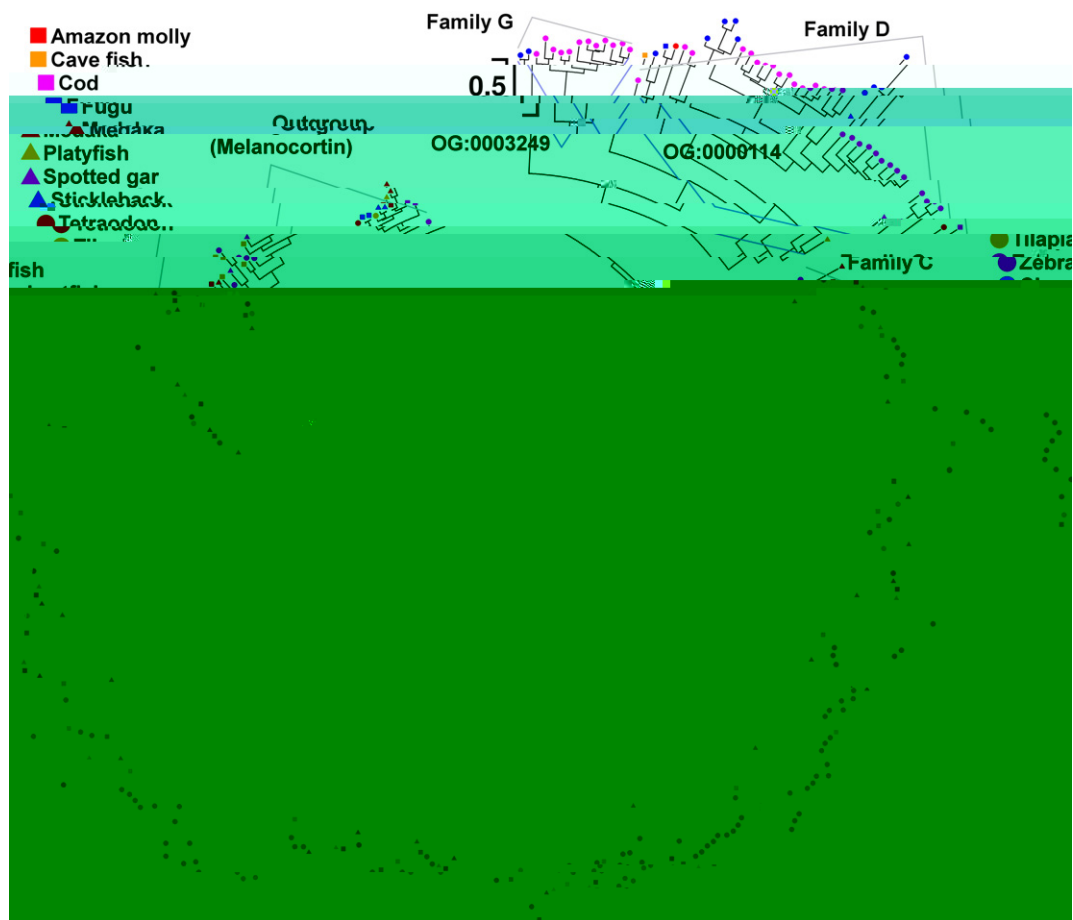 Family G
Family D
Amazon molly
Cave fish
Cod
0.5
Fugu
Medaka
Outgroup
(Melanocortin)
OG:0003249
OG:0000114
Platyfish
Spotted gar
Stickleback
Tetraodon
Tilapia
Family C
Zebra
fish